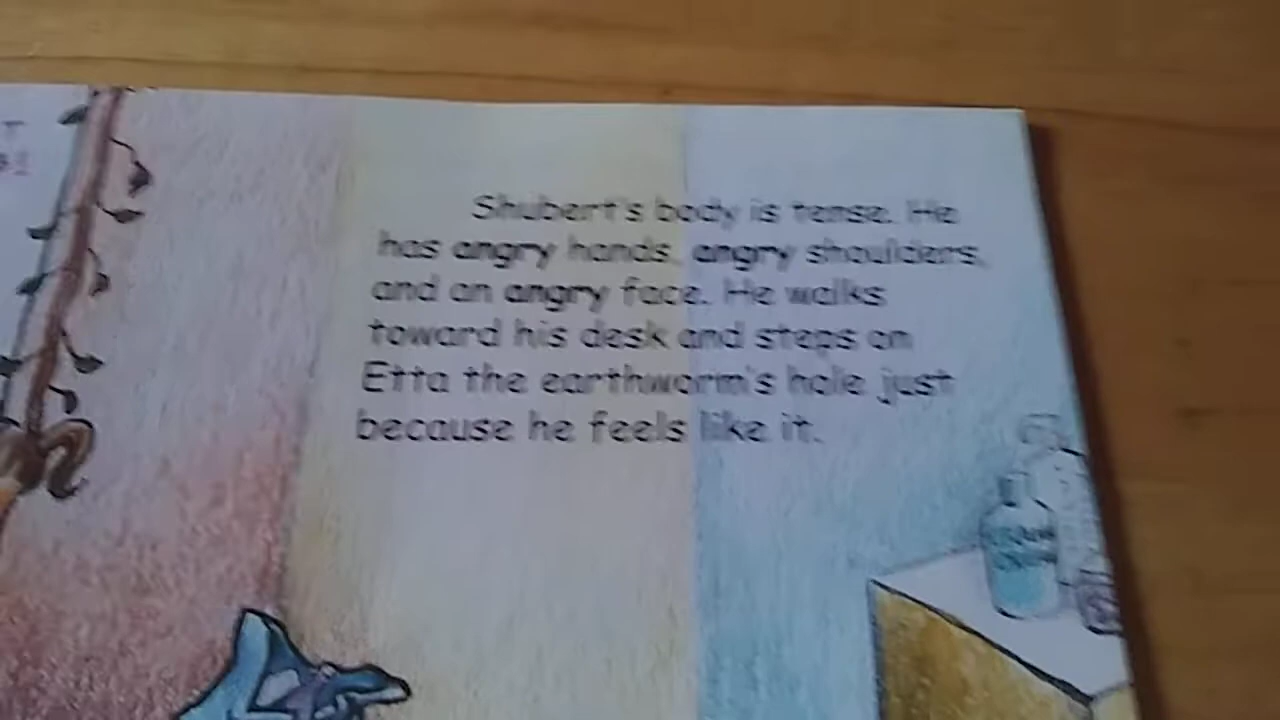 Shubert's body is tense. He
has angry hands, angry shoulders,
and an angry face. He walks
toward his desk and steps on
Etta the earthworm's hole just
because he feels like it.